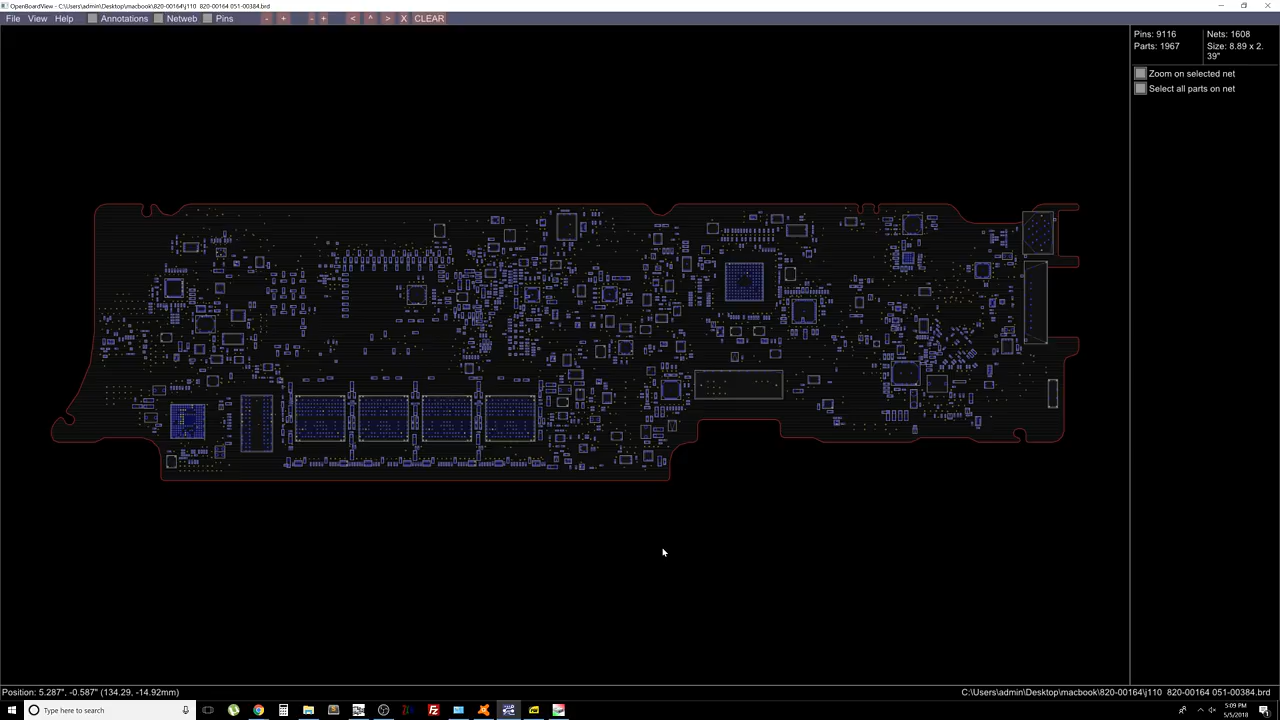 OpenBoardView - C:\Users\admin\Desktop\macbook\820-00164\j110 820-00164 051-00384.brd
File View Help Annotations Netweb Pins - + - + < ^ > X CLEAR
Pins: 9116 Nets: 1608
Parts: 1967 Size: 8.89 x 2.
39"
Zoom on selected net
Select all parts on net
Position: 5.287", -0.587" (134.29, -14.92mm) C:\Users\admin\Desktop\macbook\820-00164\j110 820-00164 051-00384.brd
Type here to search
5:09 PM
5/5/2018